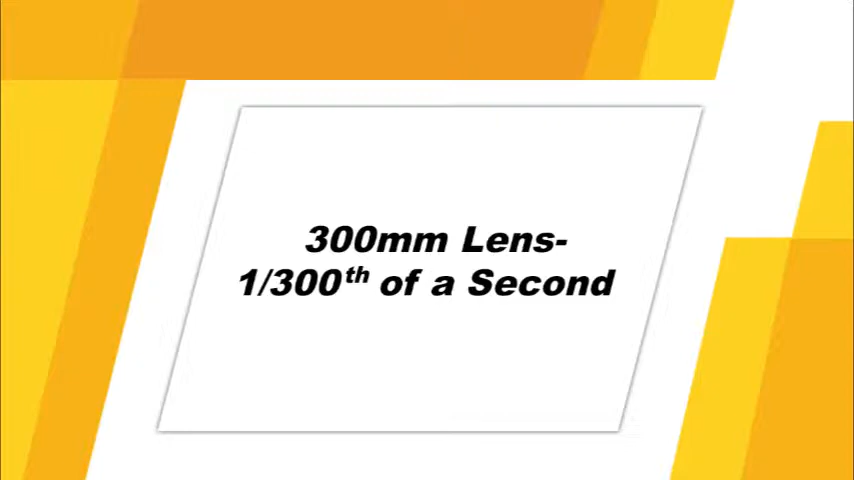 300mm Lens-
1/300th of a Second